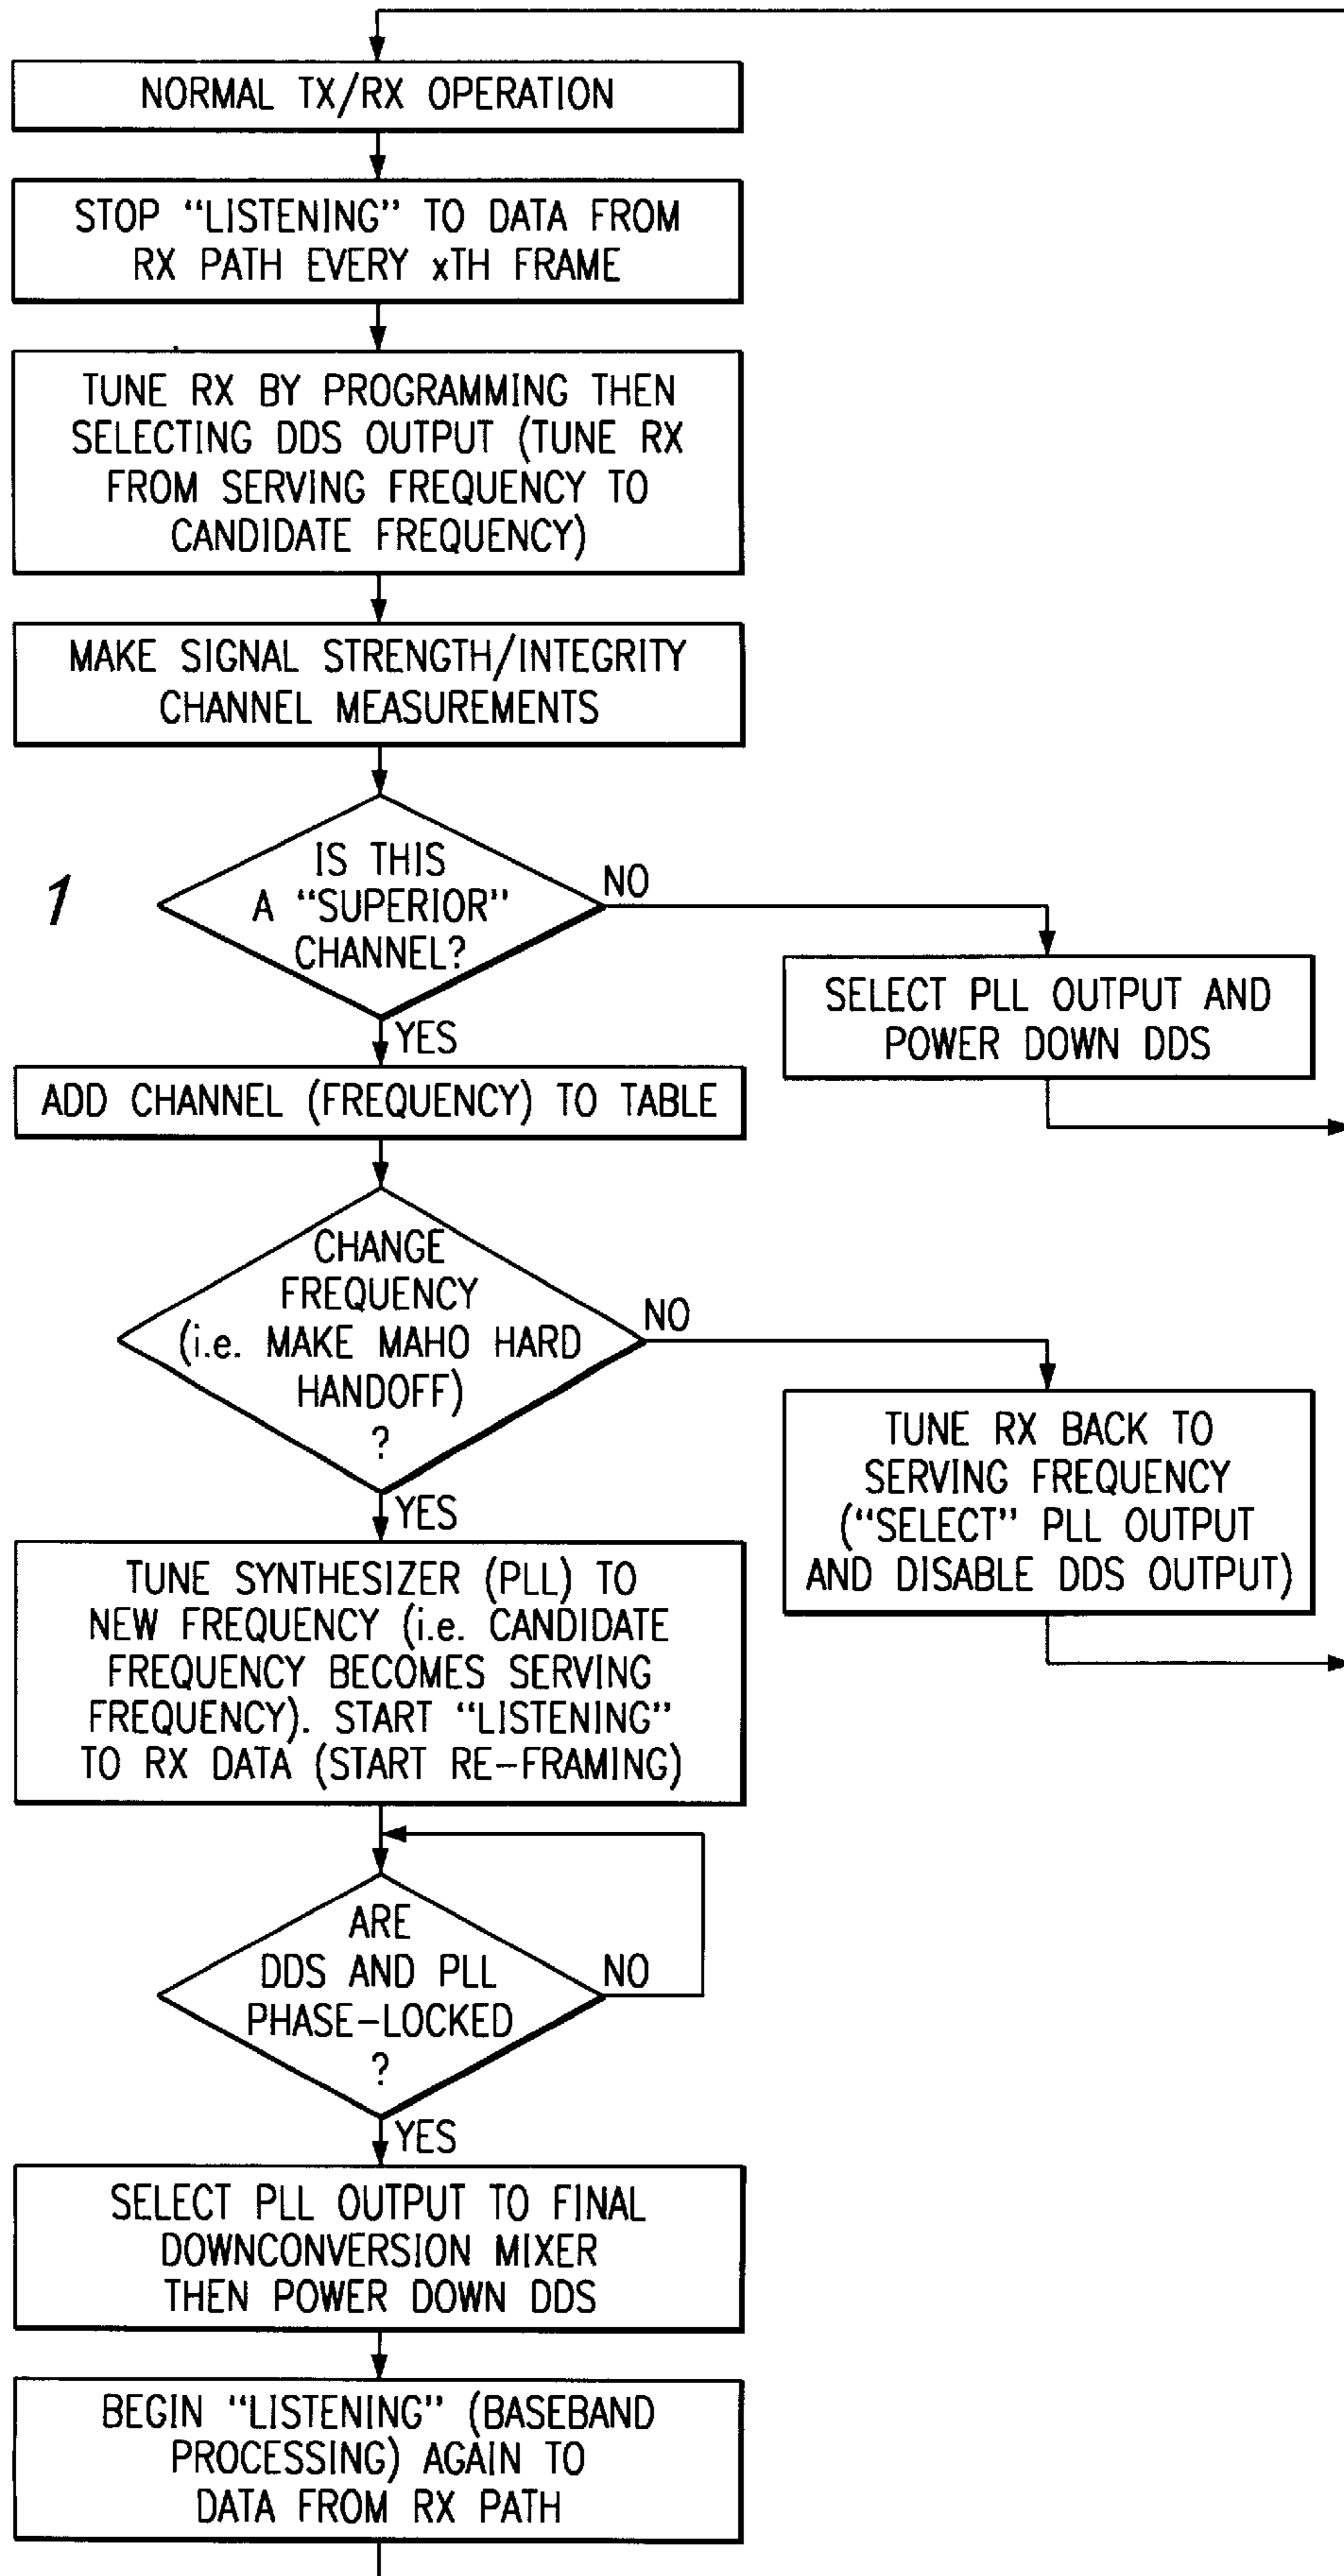 NORMAL TX/RX OPERATION
STOP “LISTENING” TO DATA FROM
RX PATH EVERY xTH FRAME
TUNE RX BY PROGRAMMING THEN
SELECTING DDS OUTPUT (TUNE RX
FROM SERVING FREQUENCY TO
CANDIDATE FREQUENCY)
MAKE SIGNAL STRENGTH/INTEGRITY
CHANNEL MEASUREMENTS
1
IS THIS
A “SUPERIOR”
CHANNEL?
NO
SELECT PLL OUTPUT AND
POWER DOWN DDS
YES
ADD CHANNEL (FREQUENCY) TO TABLE
CHANGE
FREQUENCY
(i.e. MAKE MAHO HARD
HANDOFF)
?
NO
TUNE RX BACK TO
SERVING FREQUENCY
(“SELECT” PLL OUTPUT
AND DISABLE DDS OUTPUT)
YES
TUNE SYNTHESIZER (PLL) TO
NEW FREQUENCY (i.e. CANDIDATE
FREQUENCY BECOMES SERVING
FREQUENCY). START “LISTENING”
TO RX DATA (START RE-FRAMING)
ARE
DDS AND PLL
PHASE-LOCKED
?
NO
YES
SELECT PLL OUTPUT TO FINAL
DOWNCONVERSION MIXER
THEN POWER DOWN DDS
BEGIN “LISTENING” (BASEBAND
PROCESSING) AGAIN TO
DATA FROM RX PATH